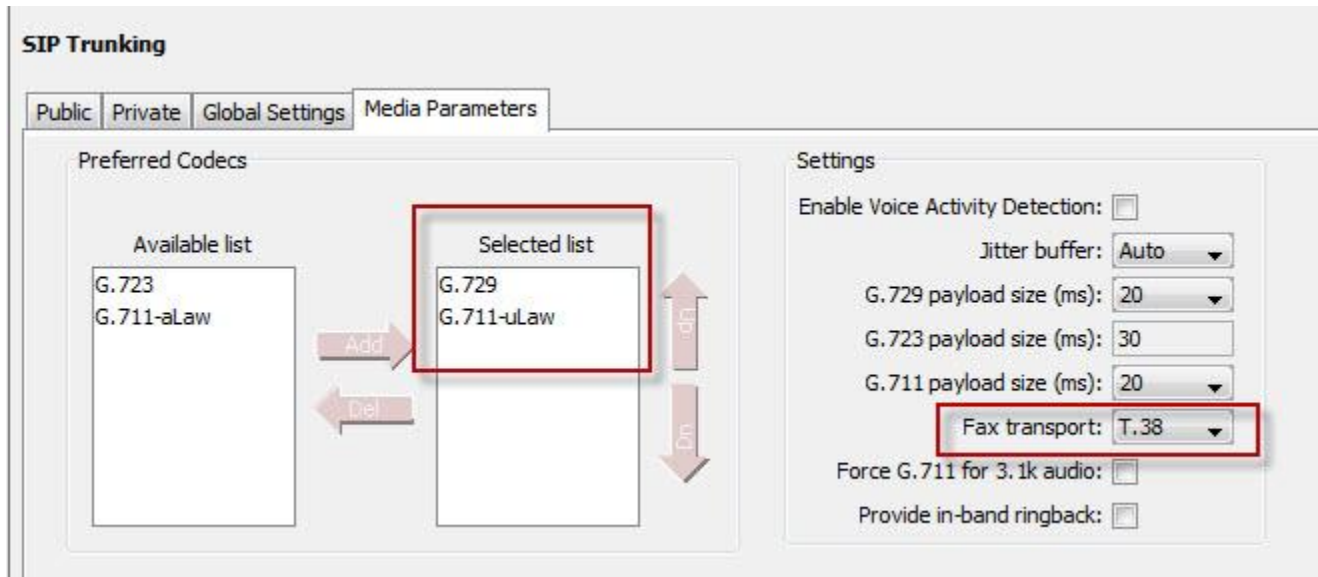 SIP Trunking
Public Private Global Settings Media Parameters
Preferred Codecs
Available list
G.723
G.711-aLaw
Add
Del
Selected list
G.729
G.711-uLaw
Up
Dn
Settings
Enable Voice Activity Detection:
Jitter buffer: Auto
G.729 payload size (ms): 20
G.723 payload size (ms): 30
G.711 payload size (ms): 20
Fax transport: T.38
Force G.711 for 3.1k audio:
Provide in-band ringback: